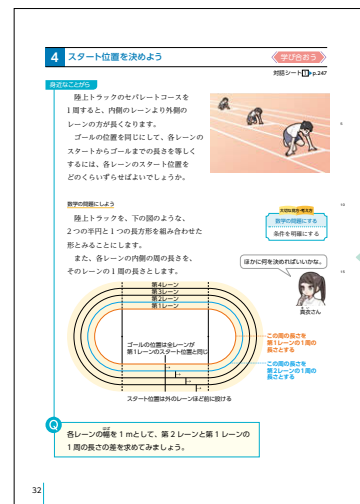 4 スタート位置を決めよう
学び合おう
対話シート1 p.247
身近なことがら
陸上トラックのセパレートコースを
1周すると、内側のレーンより外側の
レーンの方が長くなります。
ゴールの位置を同じにして、各レーンの
スタートからゴールまでの長さを等しく
するには、各レーンのスタート位置を
どのくらいずらせばよいでしょうか。
5
数学の問題にしよう
陸上トラックを、下の図のような、
2つの半円と1つの長方形を組み合わせた
形とみることにします。
また、各レーンの内側の周の長さを、
そのレーンの1周の長さとします。
10
大切な見方・考え方
数学の問題にする
条件を明確にする
15
ほかに何を決めればいいかな。
真衣さん
第4レーン
第3レーン
第2レーン
第1レーン
ゴールの位置は全レーンが
第1レーンのスタート位置と同じ
この周の長さを
第1レーンの1周の
長さとする
この周の長さを
第2レーンの1周の
長さとする
スタート位置は外のレーンほど前に設ける
Q
各レーンの幅を1mとして、第2レーンと第1レーンの
1周の長さの差を求めてみましょう。
32